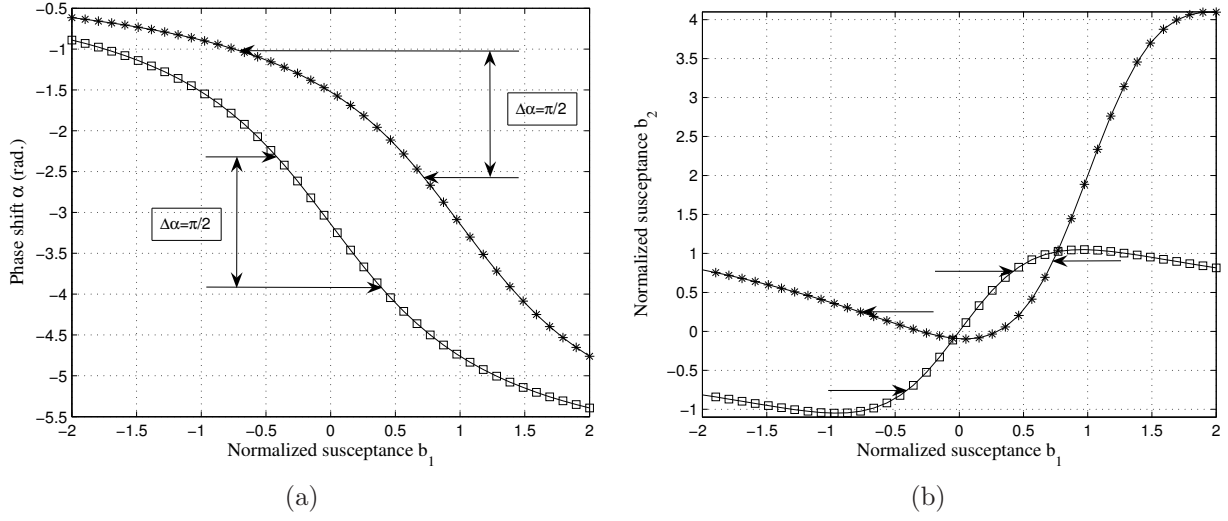 −0.5
−1
−1.5
−2
−2.5
−3
−3.5
−4
−4.5
−5
−5.5
Phase shift α (rad.)
Δα=π/2
Δα=π/2
−2 −1.5 −1 −0.5 0 0.5 1 1.5 2
Normalized susceptance b1
(a)
4
3.5
3
2.5
2
1.5
1
0.5
0
−0.5
−1
Normalized susceptance b2
−2 −1.5 −1 −0.5 0 0.5 1 1.5 2
Normalized susceptance b1
(b)